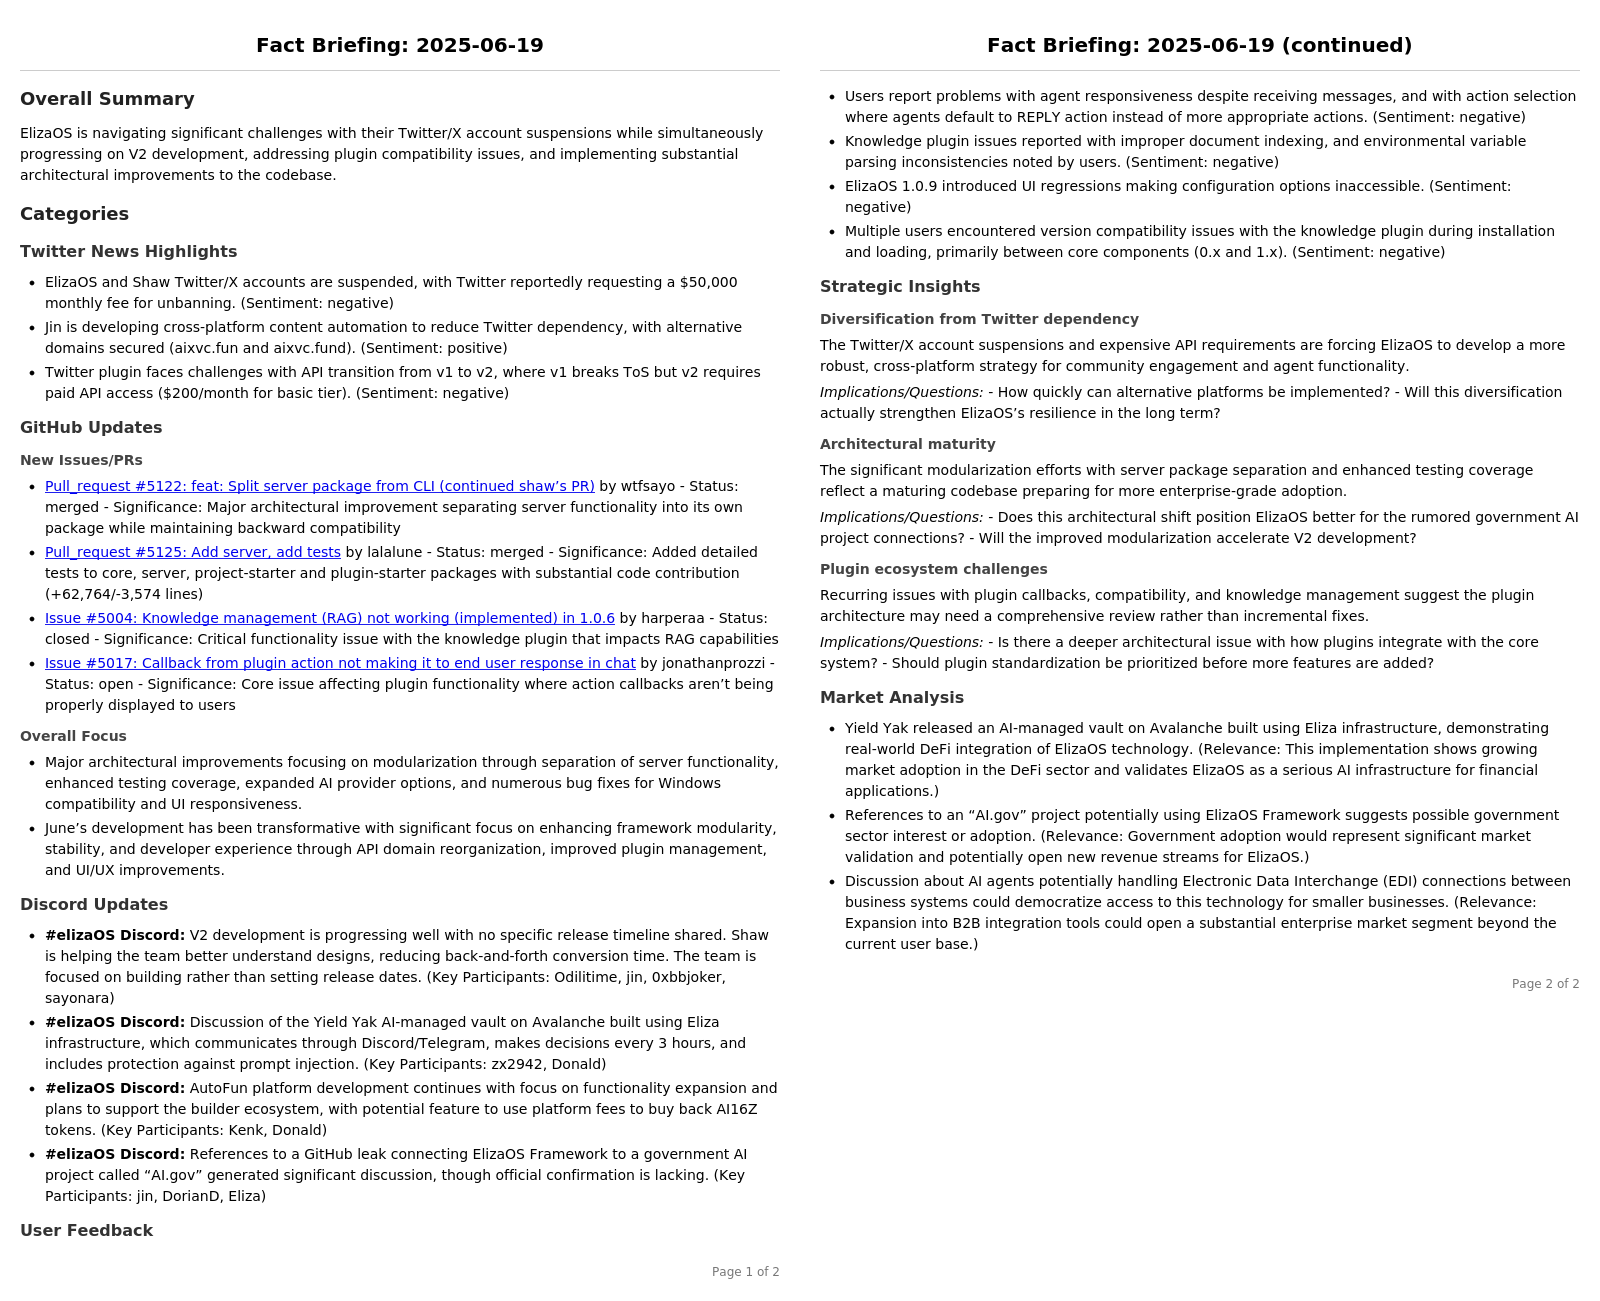 Fact Briefing: 2025-06-19
Overall Summary
ElizaOS is navigating significant challenges with their Twitter/X account suspensions while simultaneously
progressing on V2 development, addressing plugin compatibility issues, and implementing substantial
architectural improvements to the codebase.
Categories
Twitter News Highlights
• ElizaOS and Shaw Twitter/X accounts are suspended, with Twitter reportedly requesting a $50,000
monthly fee for unbanning. (Sentiment: negative)
• Jin is developing cross-platform content automation to reduce Twitter dependency, with alternative
domains secured (aixvc.fun and aixvc.fund). (Sentiment: positive)
• Twitter plugin faces challenges with API transition from v1 to v2, where v1 breaks ToS but v2 requires
paid API access ($200/month for basic tier). (Sentiment: negative)
GitHub Updates
New Issues/PRs
• Pull_request #5122: feat: Split server package from CLI (continued shaw’s PR) by wtfsayo - Status:
merged - Significance: Major architectural improvement separating server functionality into its own
package while maintaining backward compatibility
• Pull_request #5125: Add server, add tests by lalalune - Status: merged - Significance: Added detailed
tests to core, server, project-starter and plugin-starter packages with substantial code contribution
(+62,764/-3,574 lines)
• Issue #5004: Knowledge management (RAG) not working (implemented) in 1.0.6 by harperaa - Status:
closed - Significance: Critical functionality issue with the knowledge plugin that impacts RAG capabilities
• Issue #5017: Callback from plugin action not making it to end user response in chat by jonathanprozzi -
Status: open - Significance: Core issue affecting plugin functionality where action callbacks aren’t being
properly displayed to users
Overall Focus
• Major architectural improvements focusing on modularization through separation of server functionality,
enhanced testing coverage, expanded AI provider options, and numerous bug fixes for Windows
compatibility and UI responsiveness.
• June’s development has been transformative with significant focus on enhancing framework modularity,
stability, and developer experience through API domain reorganization, improved plugin management,
and UI/UX improvements.
Discord Updates
• #elizaOS Discord: V2 development is progressing well with no specific release timeline shared. Shaw
is helping the team better understand designs, reducing back-and-forth conversion time. The team is
focused on building rather than setting release dates. (Key Participants: Odilitime, jin, 0xbbjoker,
sayonara)
• #elizaOS Discord: Discussion of the Yield Yak AI-managed vault on Avalanche built using Eliza
infrastructure, which communicates through Discord/Telegram, makes decisions every 3 hours, and
includes protection against prompt injection. (Key Participants: zx2942, Donald)
• #elizaOS Discord: AutoFun platform development continues with focus on functionality expansion and
plans to support the builder ecosystem, with potential feature to use platform fees to buy back AI16Z
tokens. (Key Participants: Kenk, Donald)
• #elizaOS Discord: References to a GitHub leak connecting ElizaOS Framework to a government AI
project called “AI.gov” generated significant discussion, though official confirmation is lacking. (Key
Participants: jin, DorianD, Eliza)
User Feedback
Page 1 of 2
Fact Briefing: 2025-06-19 (continued)
• Users report problems with agent responsiveness despite receiving messages, and with action selection
where agents default to REPLY action instead of more appropriate actions. (Sentiment: negative)
• Knowledge plugin issues reported with improper document indexing, and environmental variable
parsing inconsistencies noted by users. (Sentiment: negative)
• ElizaOS 1.0.9 introduced UI regressions making configuration options inaccessible. (Sentiment:
negative)
• Multiple users encountered version compatibility issues with the knowledge plugin during installation
and loading, primarily between core components (0.x and 1.x). (Sentiment: negative)
Strategic Insights
Diversification from Twitter dependency
The Twitter/X account suspensions and expensive API requirements are forcing ElizaOS to develop a more
robust, cross-platform strategy for community engagement and agent functionality.
Implications/Questions: - How quickly can alternative platforms be implemented? - Will this diversification
actually strengthen ElizaOS’s resilience in the long term?
Architectural maturity
The significant modularization efforts with server package separation and enhanced testing coverage
reflect a maturing codebase preparing for more enterprise-grade adoption.
Implications/Questions: - Does this architectural shift position ElizaOS better for the rumored government AI
project connections? - Will the improved modularization accelerate V2 development?
Plugin ecosystem challenges
Recurring issues with plugin callbacks, compatibility, and knowledge management suggest the plugin
architecture may need a comprehensive review rather than incremental fixes.
Implications/Questions: - Is there a deeper architectural issue with how plugins integrate with the core
system? - Should plugin standardization be prioritized before more features are added?
Market Analysis
• Yield Yak released an AI-managed vault on Avalanche built using Eliza infrastructure, demonstrating
real-world DeFi integration of ElizaOS technology. (Relevance: This implementation shows growing
market adoption in the DeFi sector and validates ElizaOS as a serious AI infrastructure for financial
applications.)
• References to an “AI.gov” project potentially using ElizaOS Framework suggests possible government
sector interest or adoption. (Relevance: Government adoption would represent significant market
validation and potentially open new revenue streams for ElizaOS.)
• Discussion about AI agents potentially handling Electronic Data Interchange (EDI) connections between
business systems could democratize access to this technology for smaller businesses. (Relevance:
Expansion into B2B integration tools could open a substantial enterprise market segment beyond the
current user base.)
Page 2 of 2